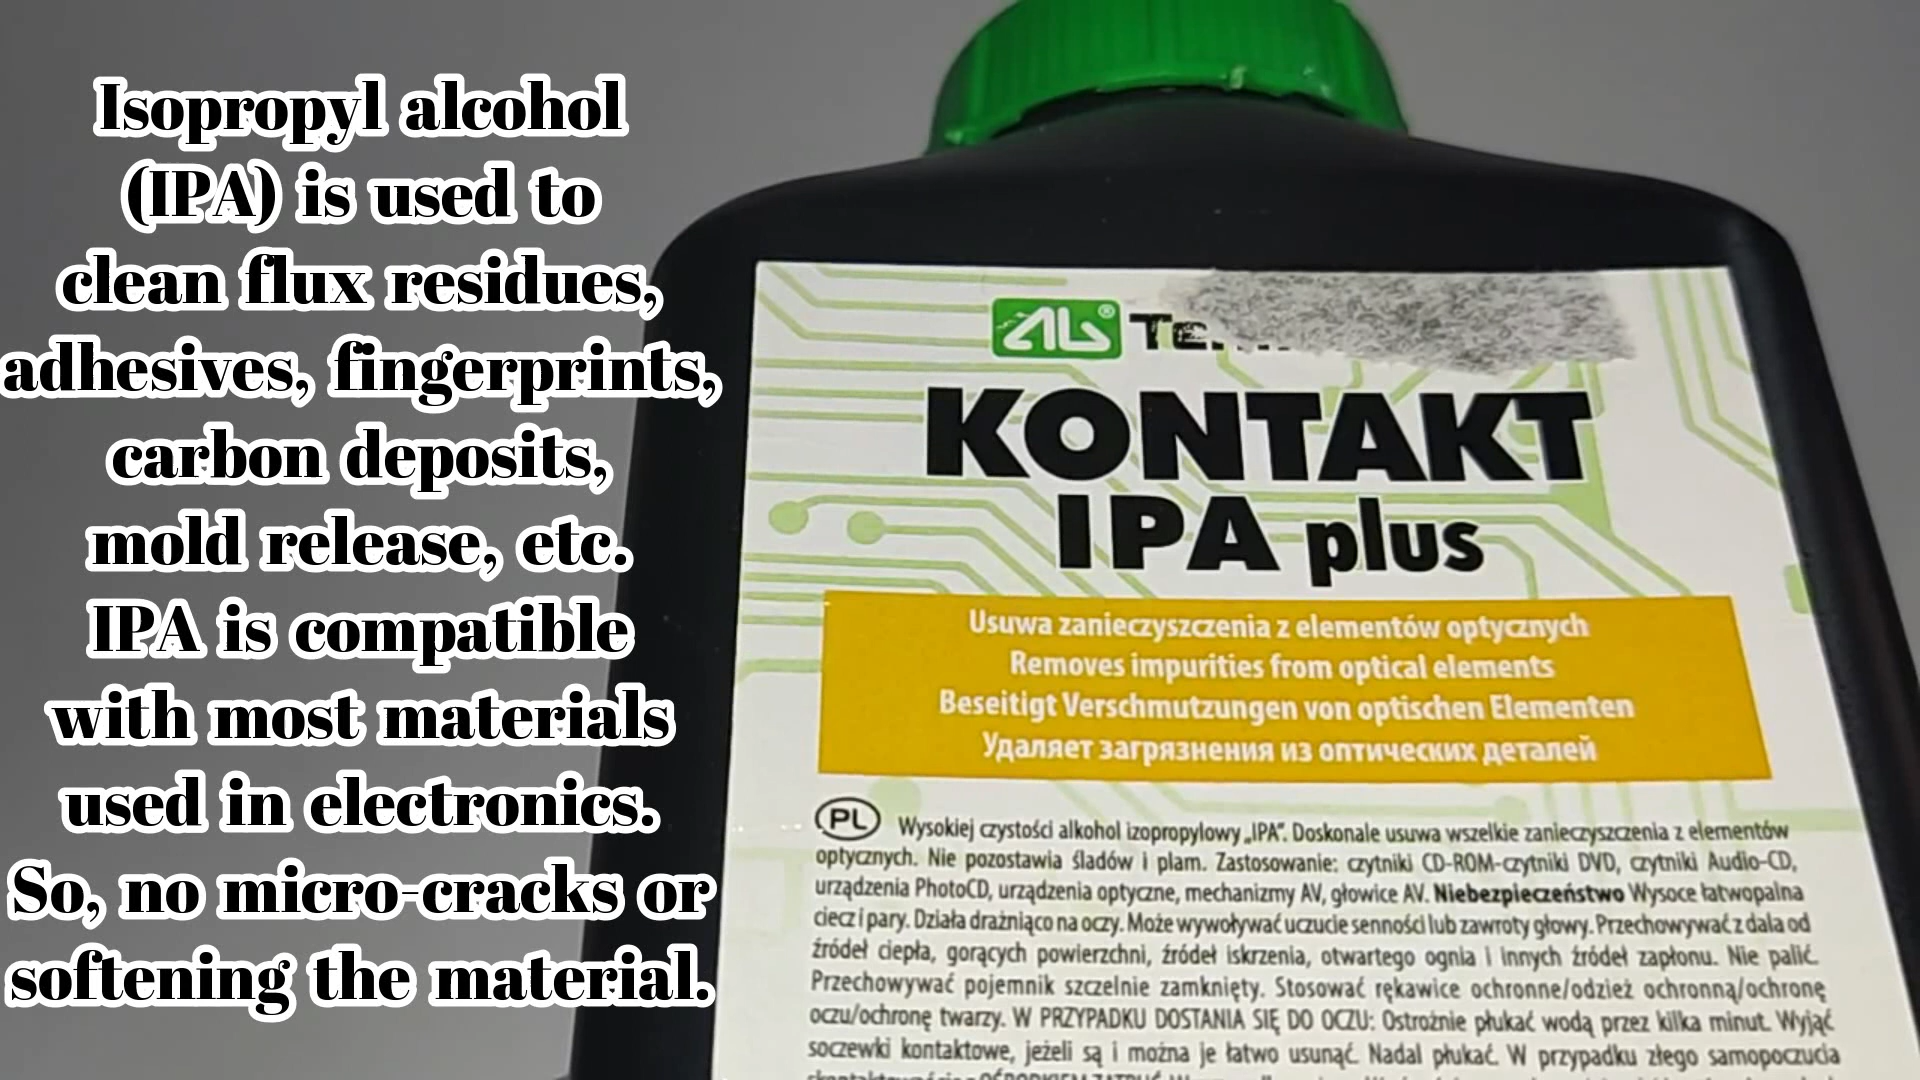 Isopropyl alcohol
(IPA) is used to
clean flux residues,
adhesives, fingerprints,
carbon deposits,
mold release, etc.
IPA is compatible
with most materials
used in electronics.
So, no micro-cracks or
softening the material.
AG
KONTAKT
IPA plus
Usuwa zanieczyszczenia z elementów optycznych
Removes impurities from optical elements
Beseitigt Verschmutzungen von optischen Elementen
Удаляет загрязнения из оптических деталей
PL Wysokiej czystości alkohol izopropylowy „IPA”. Doskonale usuwa wszelkie zanieczyszczenia z elementów
optycznych. Nie pozostawia śladów i plam. Zastosowanie: czytniki CD-ROM-czytniki DVD, czytniki Audio-CD,
urządzenia PhotoCD, urządzenia optyczne, mechanizmy AV, głowice AV. Niebezpieczeństwo Wysoce łatwopalna
ciecz i pary. Działa drażniąco na oczy. Może wywoływać uczucie senności lub zawroty głowy. Przechowywać z dala od
źródeł ciepła, gorących powierzchni, źródeł iskrzenia, otwartego ognia i innych źródeł zapłonu. Nie palić.
Przechowywać pojemnik szczelnie zamknięty. Stosować rękawice ochronne/odzież ochronną/ochronę
oczu/ochronę twarzy. W PRZYPADKU DOSTANIA SIĘ DO OCZU: Ostrożnie płukać wodą przez kilka minut. Wyjąć
soczewki kontaktowe, jeżeli są i można je łatwo usunąć. Nadal płukać. W przypadku złego samopoczucia